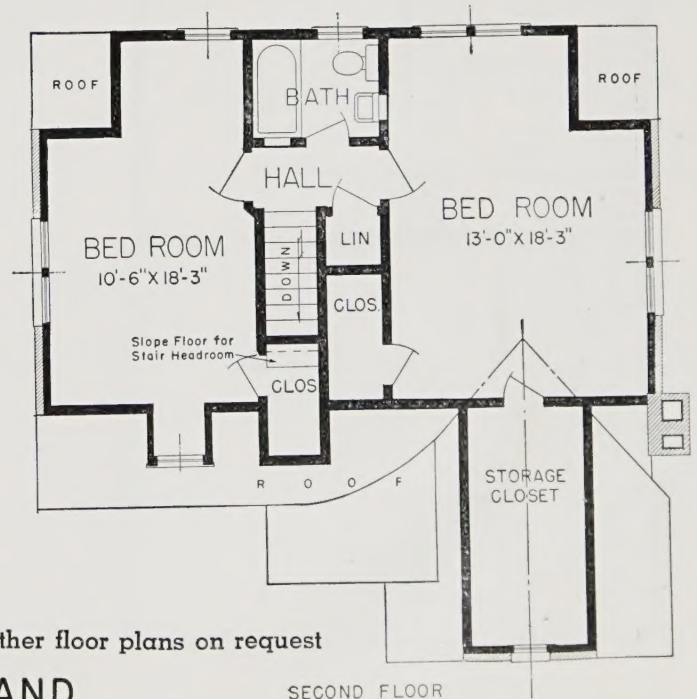 ROOF
ROOF
BATH
HALL
BED ROOM
13'-0" X 18'-3"
LIN
BED ROOM
10'-6" X 18'-3"
DOWN
CLOS.
Slope Floor for
Stair Headroom
CLOS
STORAGE
CLOSET
ROOF
ther floor plans on request
AND
SECOND FLOOR